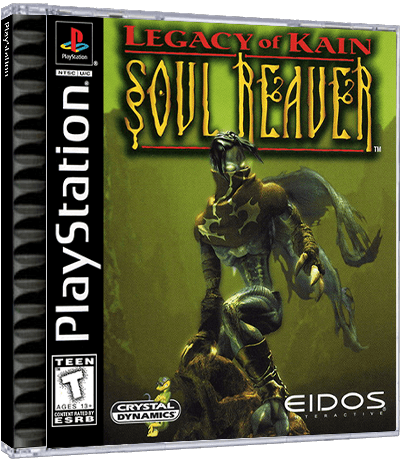 PlayStation
PlayStation
NTSC U/C
PlayStation
®
LEGACY of KAIN
SOUL REAVER
™
TEEN
T
AGES 13+
CONTENT RATED BY
ESRB
CRYSTAL
DYNAMICS
EIDOS
INTERACTIVE